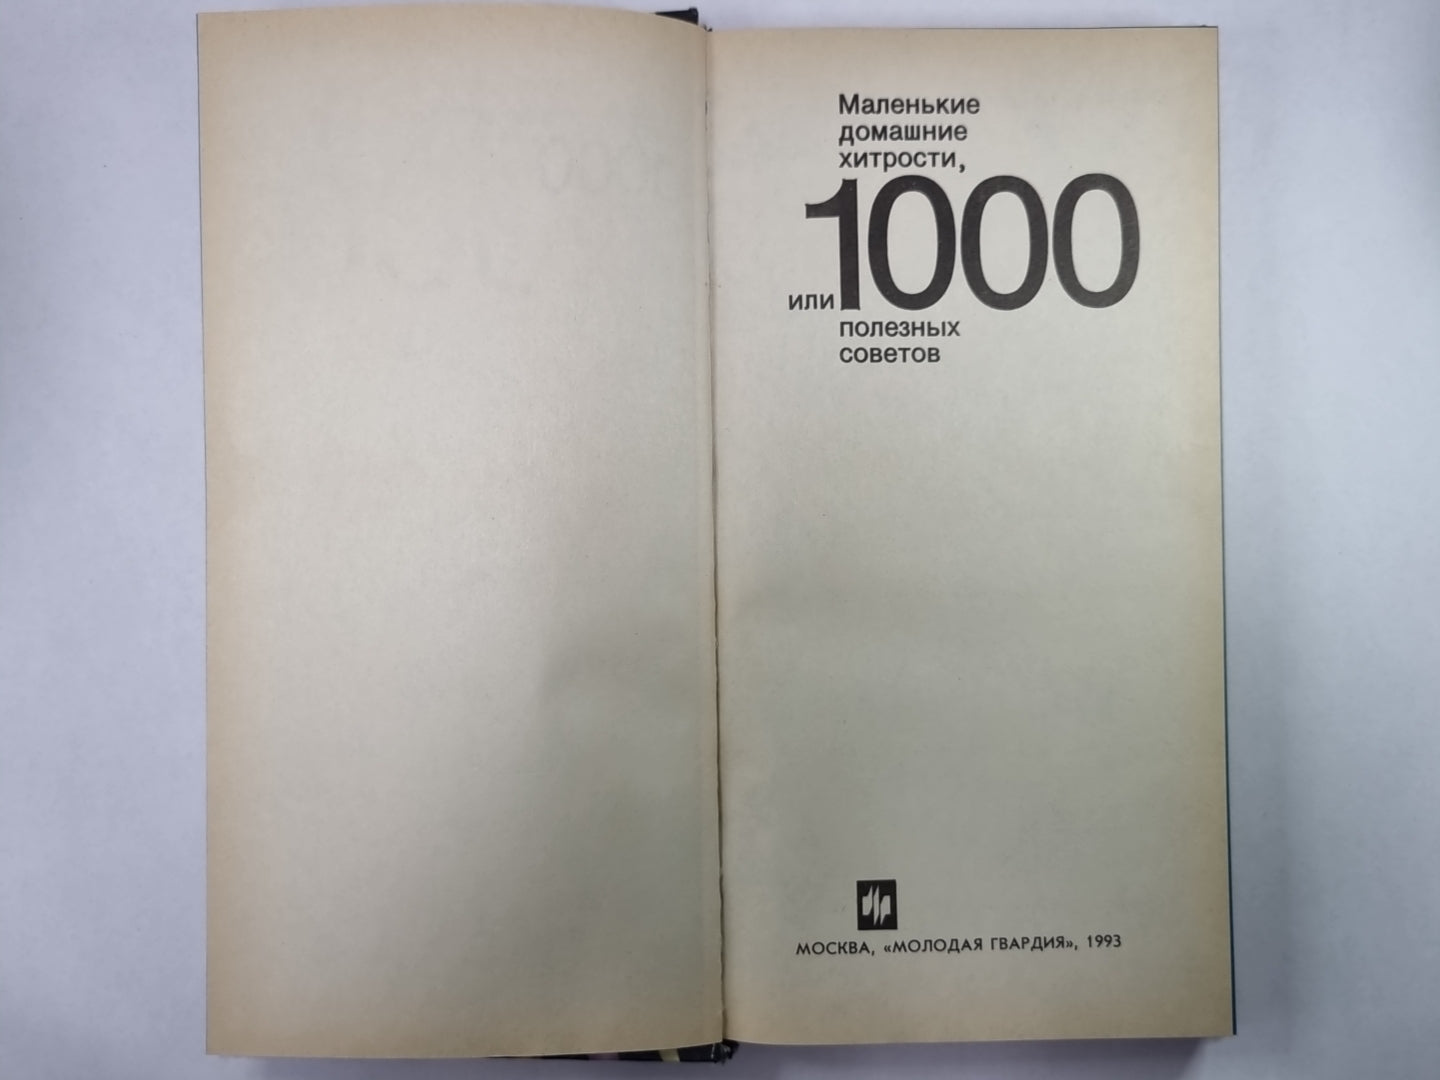 Маленькие
домашние
хитрости,
или 1000
полезных
советов
МОСКВА, «МОЛОДАЯ ГВАРДИЯ», 1993